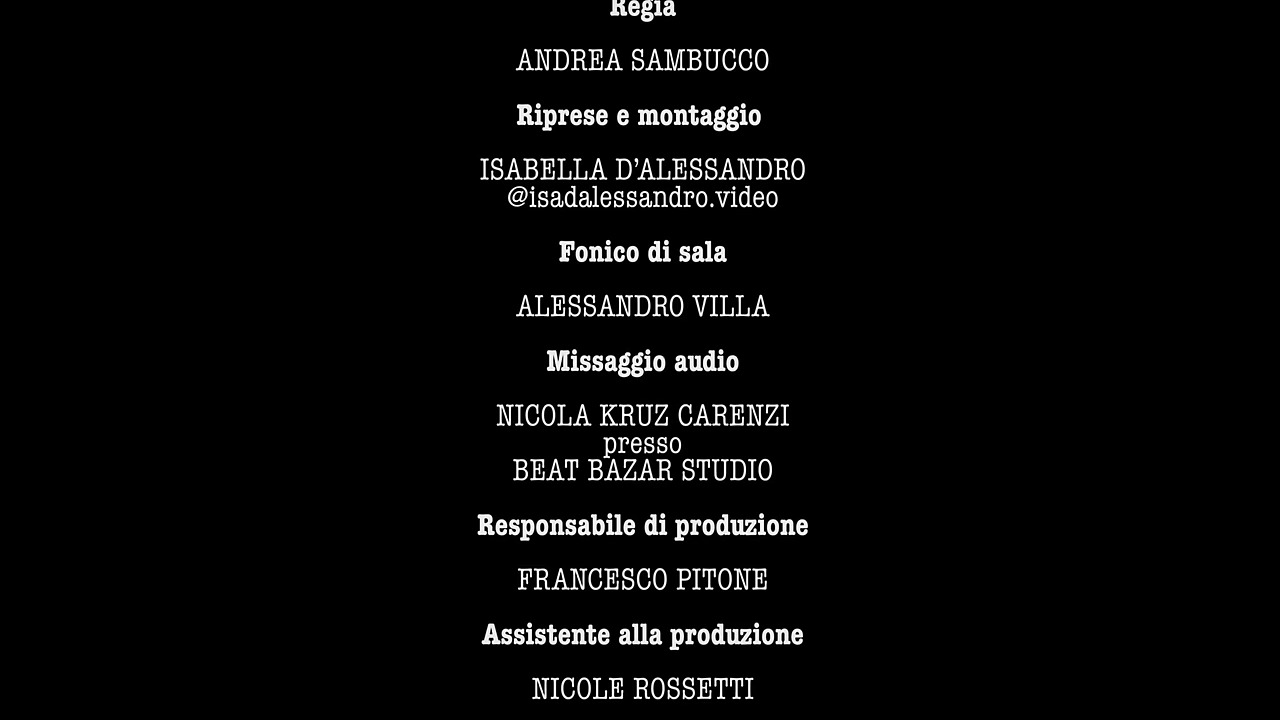 Regia
ANDREA SAMBUCCO
Riprese e montaggio
ISABELLA D'ALESSANDRO
@isadalessandro.video
Fonico di sala
ALESSANDRO VILLA
Missaggio audio
NICOLA KRUZ CARENZI
presso
BEAT BAZAR STUDIO
Responsabile di produzione
FRANCESCO PITONE
Assistente alla produzione
NICOLE ROSSETTI